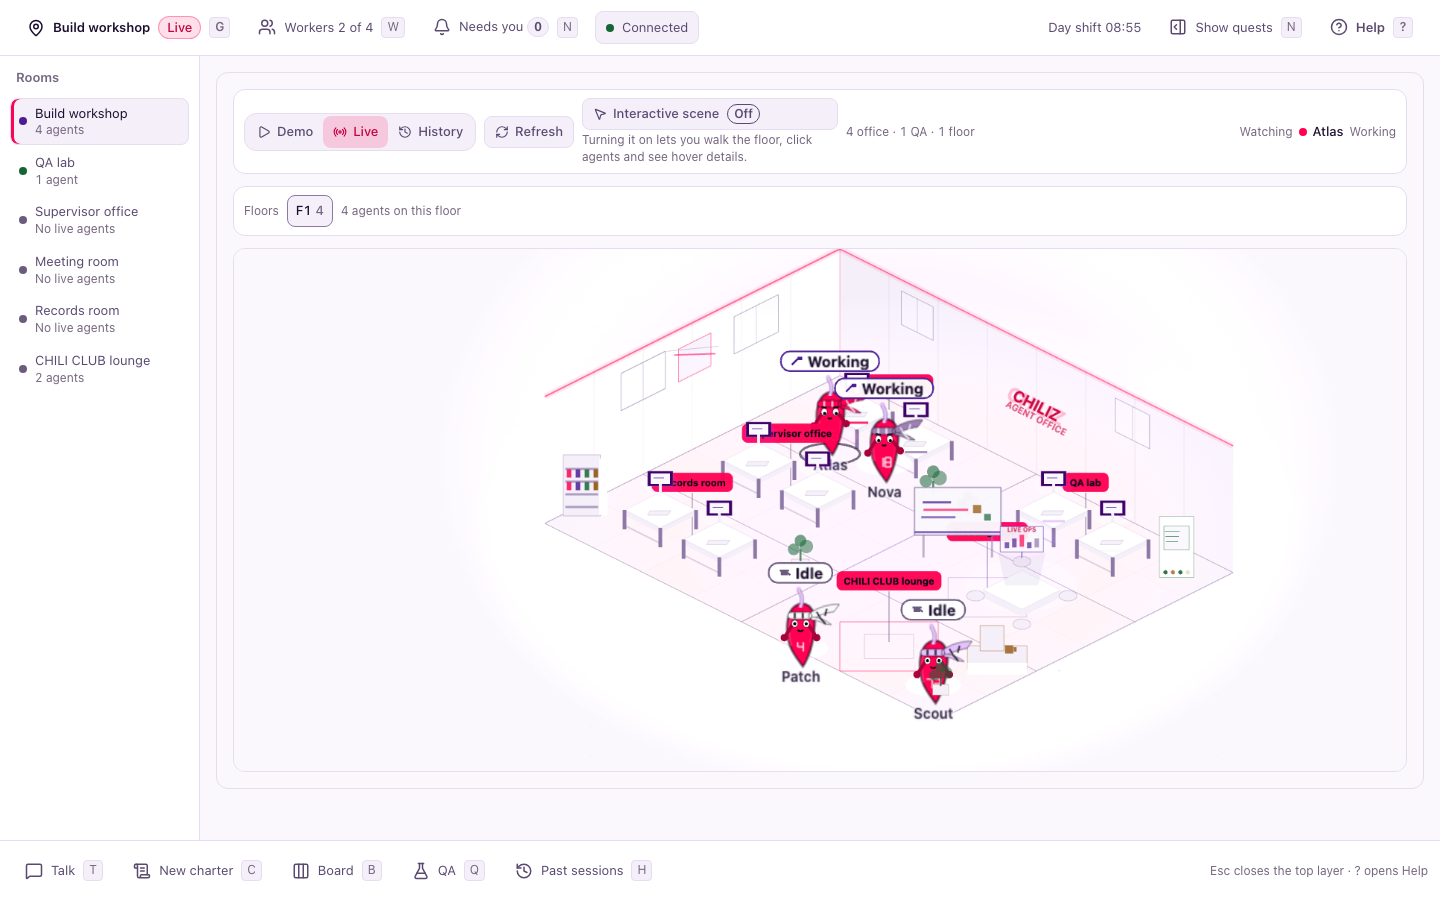 Build workshop Live G Workers 2 of 4 W Needs you 0 N Connected Day shift 08:55 Show quests N Help ?
Rooms
Build workshop
4 agents
QA lab
1 agent
Supervisor office
No live agents
Meeting room
No live agents
Records room
No live agents
CHILI CLUB lounge
2 agents
Demo Live History Refresh Interactive scene Off
Turning it on lets you walk the floor, click
agents and see hover details.
4 office · 1 QA · 1 floor
Watching Atlas Working
Floors F1 4 4 agents on this floor
Working
Working
CHILIZ
AGENT OFFICE
rvisor office
Atlas
8
Nova
cords room
QA lab
LIVE OPS
Idle
CHILI CLUB lounge
Idle
4
Patch
Scout
Talk T New charter C Board B QA Q Past sessions H Esc closes the top layer · ? opens Help